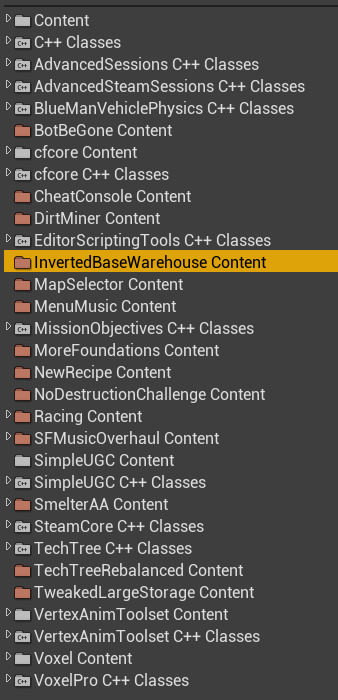 Content
C++ Classes
AdvancedSessions C++ Classes
AdvancedSteamSessions C++ Classes
BlueManVehiclePhysics C++ Classes
BotBeGone Content
cfcore Content
cfcore C++ Classes
CheatConsole Content
DirtMiner Content
EditorScriptingTools C++ Classes
InvertedBaseWarehouse Content
MapSelector Content
MenuMusic Content
MissionObjectives C++ Classes
MoreFoundations Content
NewRecipe Content
NoDestructionChallenge Content
Racing Content
SFMusicOverhaul Content
SimpleUGC Content
SimpleUGC C++ Classes
SmelterAA Content
SteamCore C++ Classes
TechTree C++ Classes
TechTreeRebalanced Content
TweakedLargeStorage Content
VertexAnimToolset Content
VertexAnimToolset C++ Classes
Voxel Content
VoxelPro C++ Classes